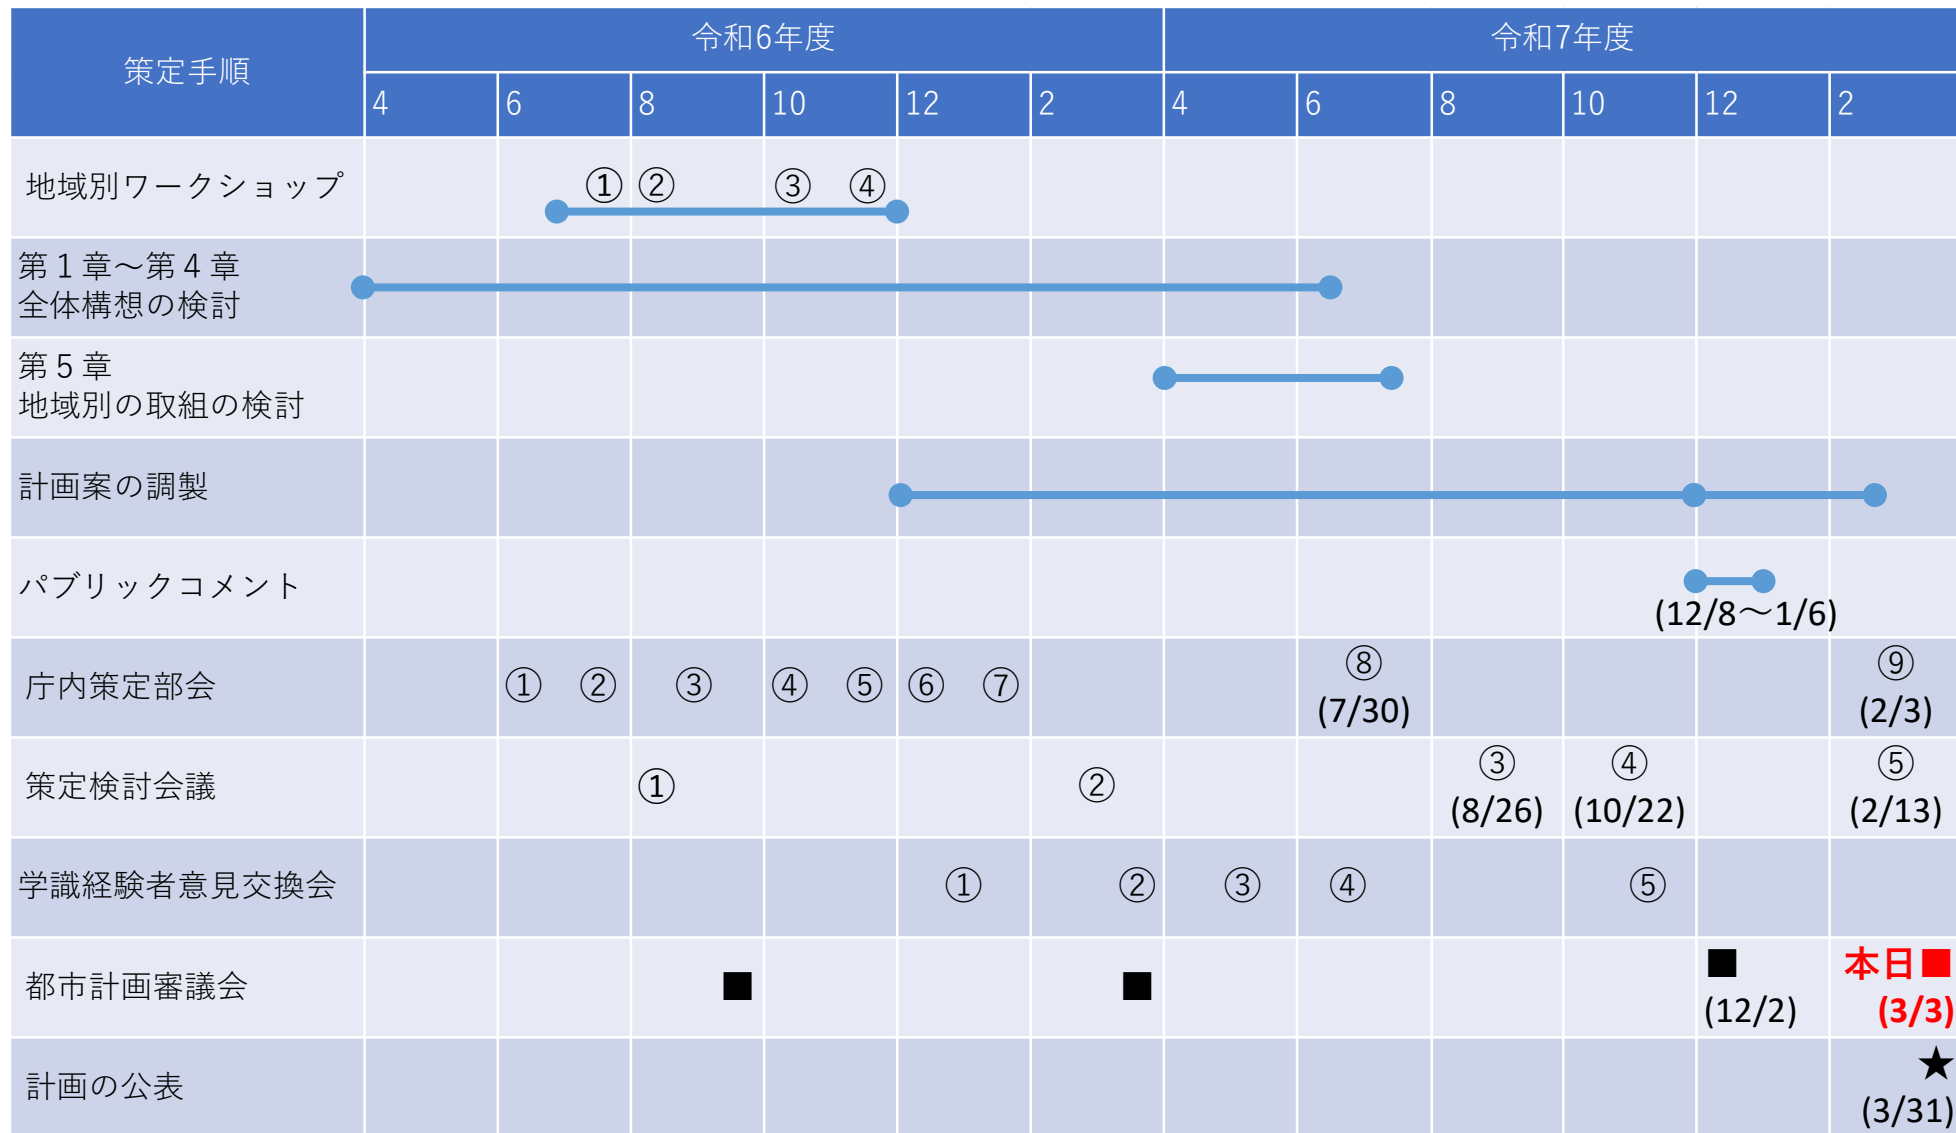 策定手順
令和6年度
令和7年度
4 6 8 10 12 2 4 6 8 10 12 2
地域別ワークショップ
① ② ③ ④
第1章～第4章
全体構想の検討
第5章
地域別の取組の検討
計画案の調製
パブリックコメント
(12/8～1/6)
庁内策定部会
① ② ③ ④ ⑤ ⑥ ⑦ ⑧ ⑨
(7/30) (2/3)
策定検討会議
① ② ③ ④ ⑤
(8/26) (10/22) (2/13)
学識経験者意見交換会
① ② ③ ④ ⑤
都市計画審議会
■ ■ ■ 本日■
(12/2) (3/3)
計画の公表
★
(3/31)